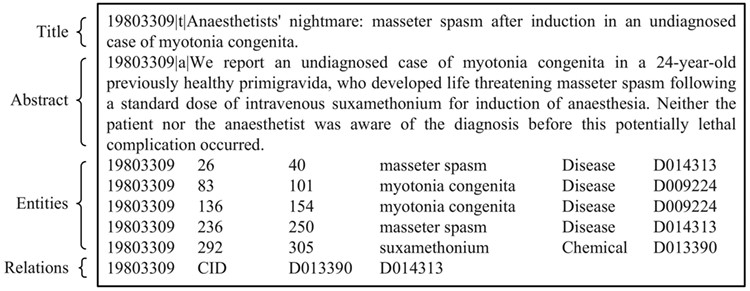 Title
19803309|t|Anaesthetists' nightmare: masseter spasm after induction in an undiagnosed
case of myotonia congenita.
Abstract
19803309|a|We report an undiagnosed case of myotonia congenita in a 24-year-old
previously healthy primigravida, who developed life threatening masseter spasm following
a standard dose of intravenous suxamethonium for induction of anaesthesia. Neither the
patient nor the anaesthetist was aware of the diagnosis before this potentially lethal
complication occurred.
Entities
19803309 26 40 masseter spasm Disease D014313
19803309 83 101 myotonia congenita Disease D009224
19803309 136 154 myotonia congenita Disease D009224
19803309 236 250 masseter spasm Disease D014313
19803309 292 305 suxamethonium Chemical D013390
Relations
19803309 CID D013390 D014313